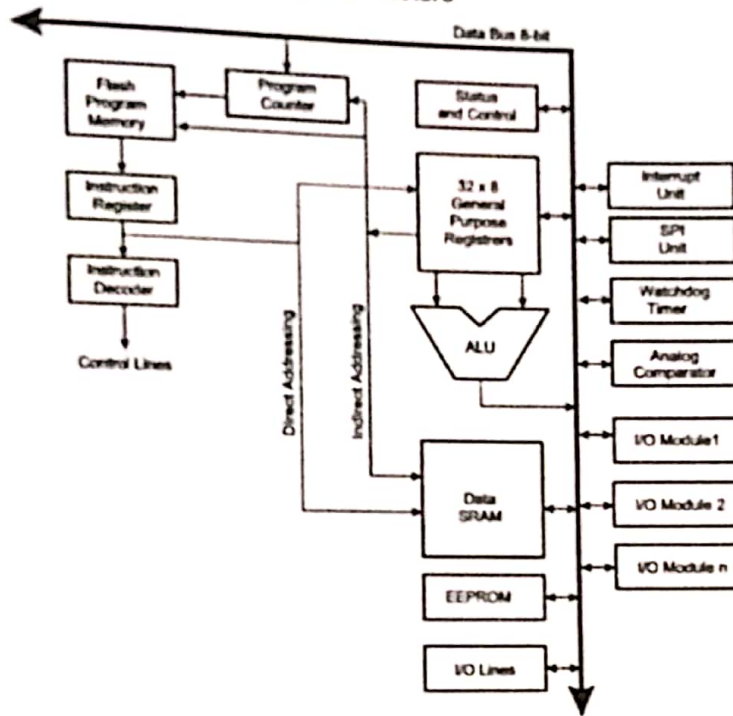 Data Bus 8-bit
Flash
Program
Memory
Program
Counter
Status
and Control
Instruction
Register
32 x 8
General
Purpose
Registrers
Interrupt
Unit
SPI
Unit
Instruction
Decoder
Watchdog
Timer
ALU
Analog
Comparator
Control Lines
Direct Addressing
Indirect Addressing
I/O Module1
Data
SRAM
I/O Module 2
I/O Module n
EEPROM
I/O Lines